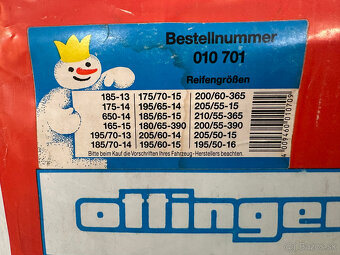 Bestellnummer
010 701
Reifengrößen
185-13 175/70-15 200/60-365
175-14 195/65-14 205/55-15
650-14 185/65-15 210/55-365
165-15 180/65-390 200/55-390
195/70-13 205/60-14 205/50-15
185/70-14 195/60-15 195/50-16
Bitte beim Kauf die Vorschriften Ihres Fahrzeug-Herstellers beachten.
4 009460 010709
ottinger